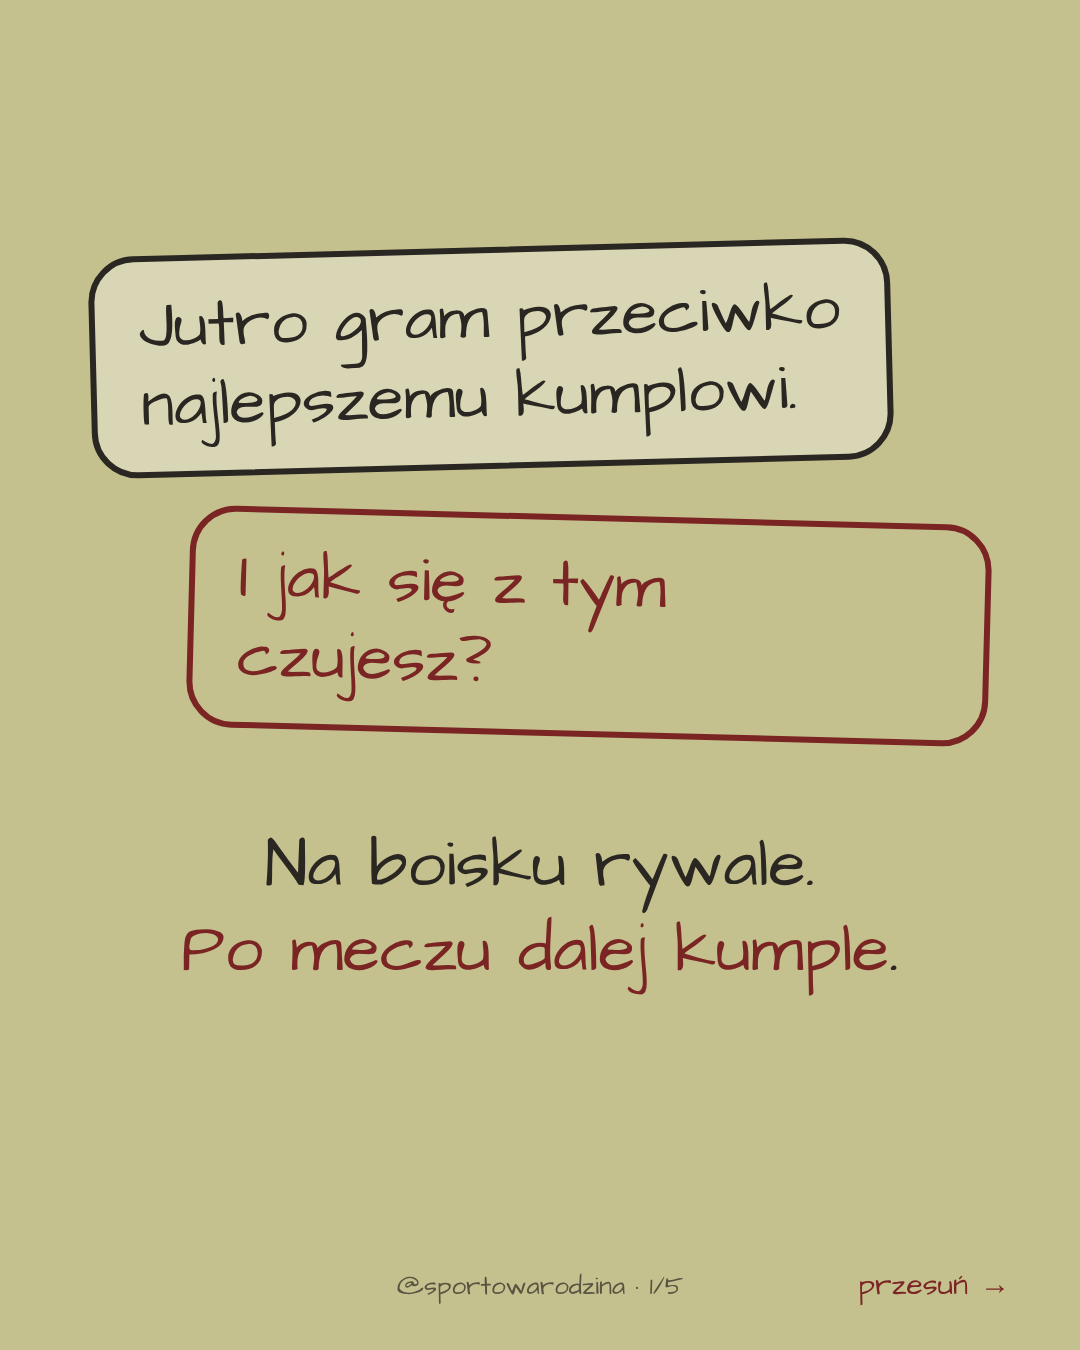 Jutro gram przeciwko
najlepszemu kumplowi.
I jak się z tym
czujesz?
Na boisku rywale.
Po meczu dalej kumple.
@sportowarodzina · 1/5
przesuń →